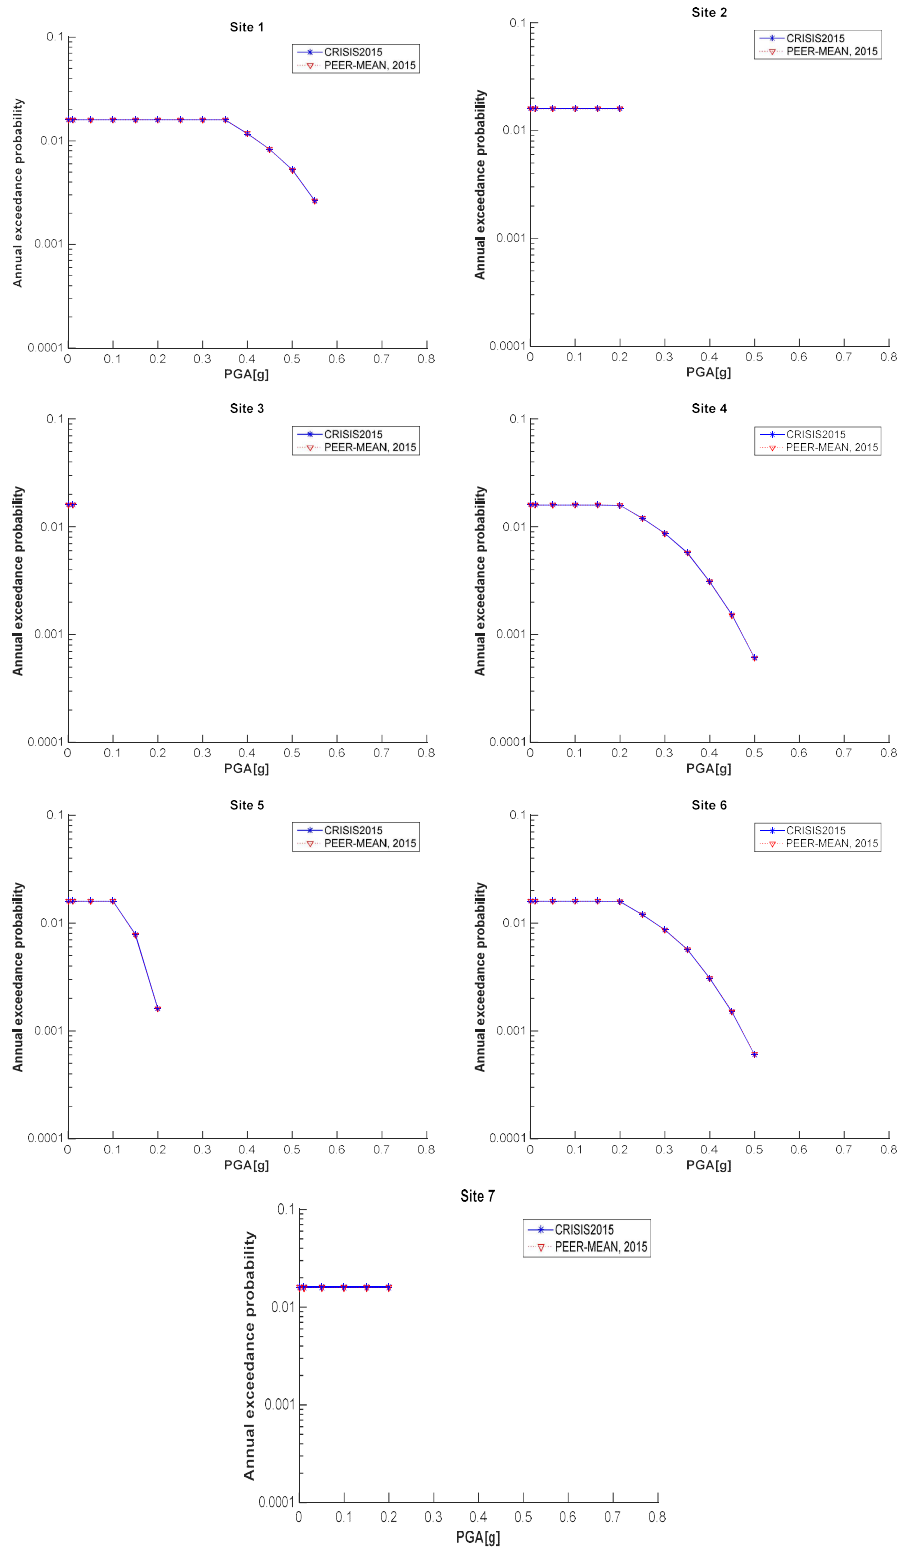 Site 1
CRISIS2015
PEER-MEAN, 2015
Annual exceedance probability
0.1
0.01
0.001
0.0001
0 0.1 0.2 0.3 0.4 0.5 0.6 0.7 0.8
PGA[g]
Site 2
CRISIS2015
PEER-MEAN, 2015
Annual exceedance probability
0.1
0.01
0.001
0.0001
0 0.1 0.2 0.3 0.4 0.5 0.6 0.7 0.8
PGA[g]
Site 3
CRISIS2015
PEER-MEAN, 2015
Annual exceedance probability
0.1
0.01
0.001
0.0001
0 0.1 0.2 0.3 0.4 0.5 0.6 0.7 0.8
PGA[g]
Site 4
CRISIS2015
PEER-MEAN, 2015
Annual exceedance probability
0.1
0.01
0.001
0.0001
0 0.1 0.2 0.3 0.4 0.5 0.6 0.7 0.8
PGA[g]
Site 5
CRISIS2015
PEER-MEAN, 2015
Annual exceedance probability
0.1
0.01
0.001
0.0001
0 0.1 0.2 0.3 0.4 0.5 0.6 0.7 0.8
PGA[g]
Site 6
CRISIS2015
PEER-MEAN, 2015
Annual exceedance probability
0.1
0.01
0.001
0.0001
0 0.1 0.2 0.3 0.4 0.5 0.6 0.7 0.8
PGA[g]
Site 7
CRISIS2015
PEER-MEAN, 2015
Annual exceedance probability
0.1
0.01
0.001
0.0001
0 0.1 0.2 0.3 0.4 0.5 0.6 0.7 0.8
PGA[g]